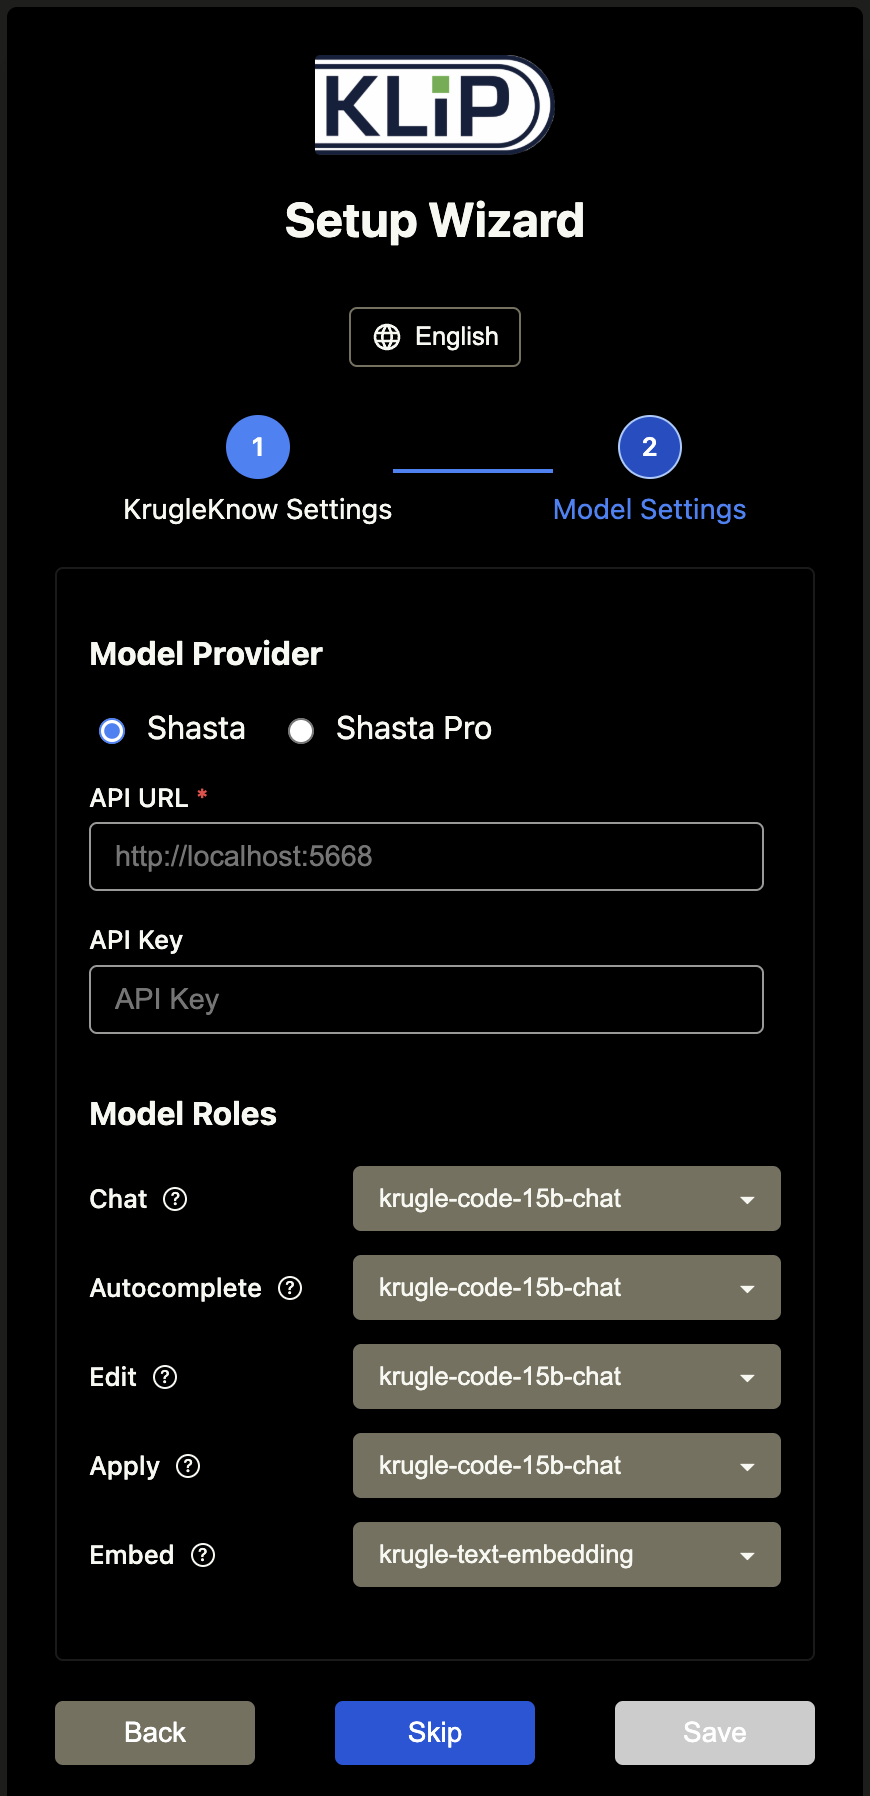 KLiP
Setup Wizard
English
1
2
KrugleKnow Settings
Model Settings
Model Provider
Shasta
Shasta Pro
API URL *
http://localhost:5668
API Key
API Key
Model Roles
Chat ?
krugle-code-15b-chat
Autocomplete ?
krugle-code-15b-chat
Edit ?
krugle-code-15b-chat
Apply ?
krugle-code-15b-chat
Embed ?
krugle-text-embedding
Back
Skip
Save